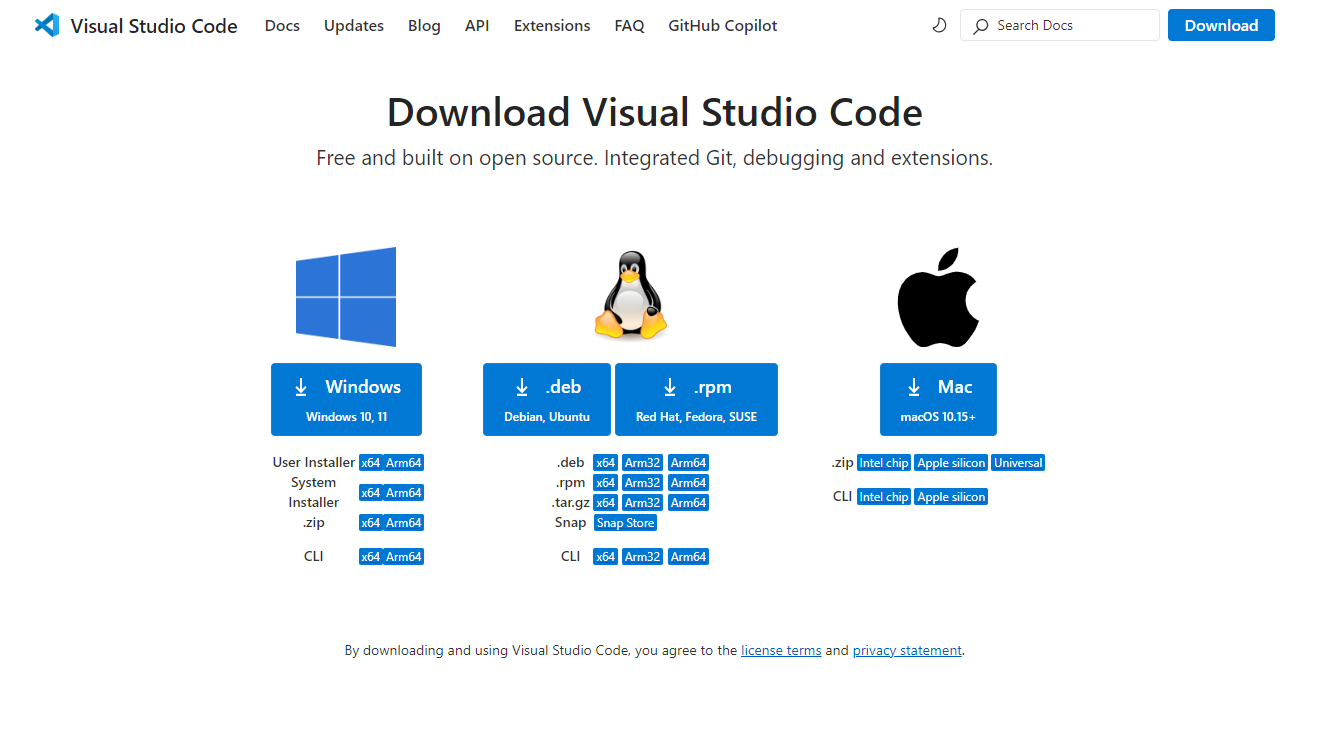 Visual Studio Code Docs Updates Blog API Extensions FAQ GitHub Copilot Search Docs Download
Download Visual Studio Code
Free and built on open source. Integrated Git, debugging and extensions.
Windows
Windows 10, 11
User Installer x64 Arm64
System
Installer x64 Arm64
.zip x64 Arm64
CLI x64 Arm64
.deb
Debian, Ubuntu
.rpm
Red Hat, Fedora, SUSE
.deb x64 Arm32 Arm64
.rpm x64 Arm32 Arm64
.tar.gz x64 Arm32 Arm64
Snap Snap Store
CLI x64 Arm32 Arm64
Mac
macOS 10.15+
.zip Intel chip Apple silicon Universal
CLI Intel chip Apple silicon
By downloading and using Visual Studio Code, you agree to the license terms and privacy statement.